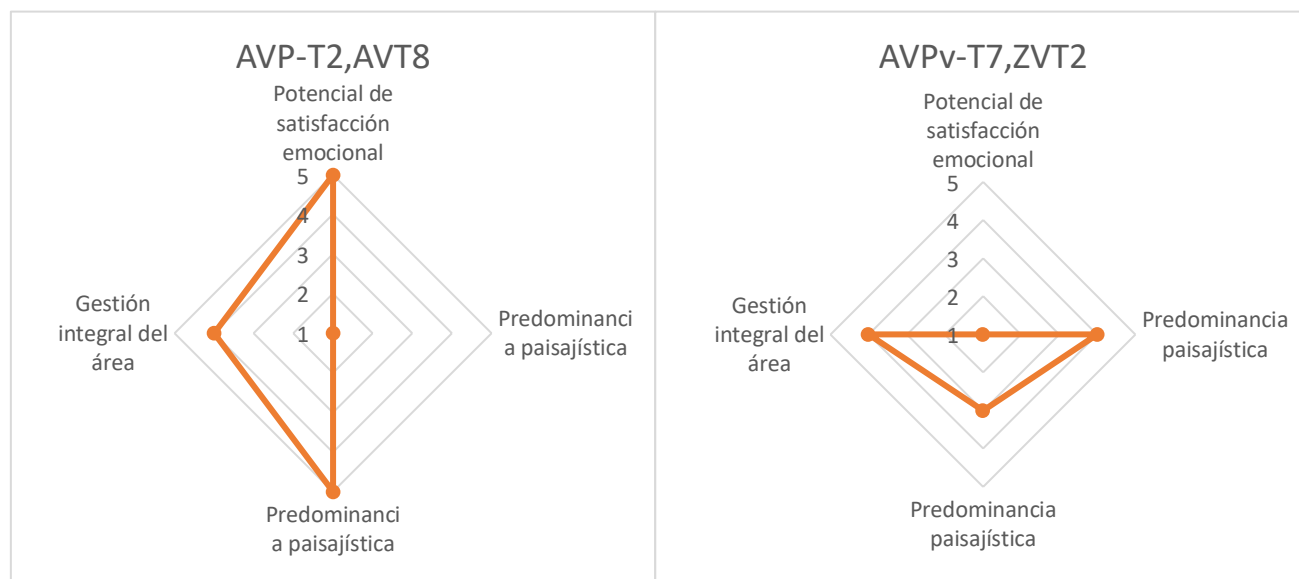 AVP-T2,AVT8
Potencial de
satisfacción
emocional
5
4
3
2
1
Gestión
integral del
área
Predominanci
a paisajística
Predominanci
a paisajística
AVPv-T7,ZVT2
Potencial de
satisfacción
emocional
5
4
3
2
1
Gestión
integral del
área
Predominancia
paisajística
Predominancia
paisajística